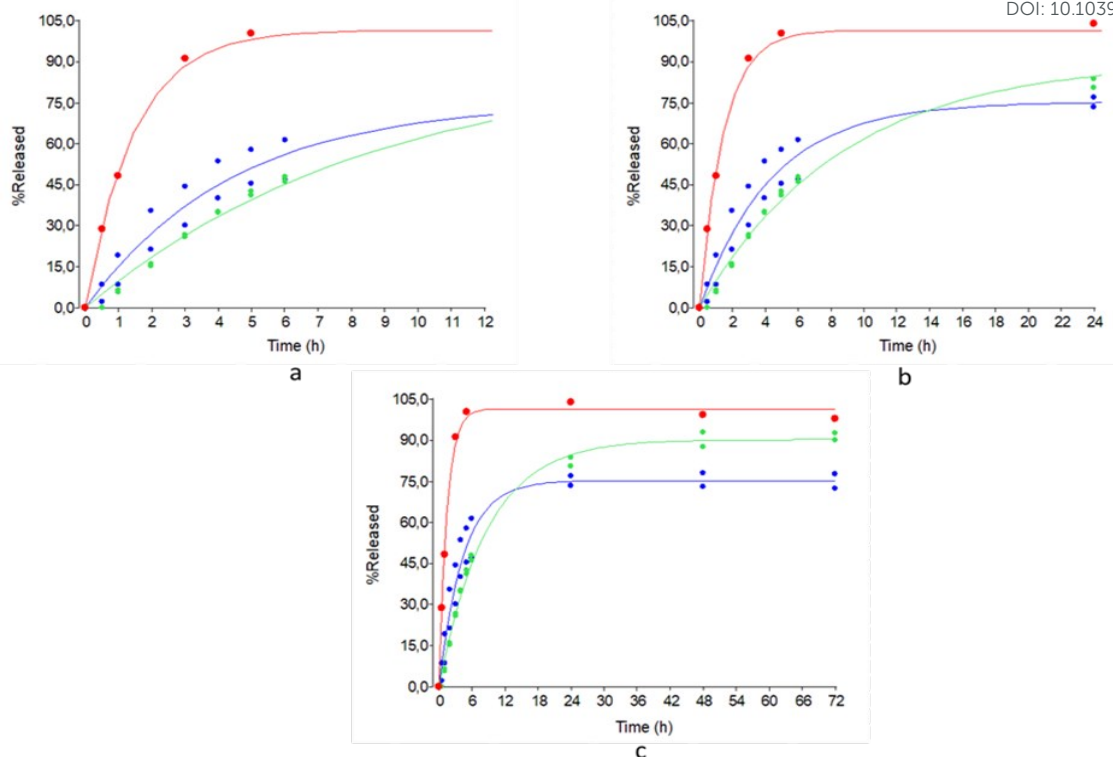 DOI: 10.1039
105,0
90,0
75,0
60,0
45,0
30,0
15,0
0,0
%Released
0 1 2 3 4 5 6 7 8 9 10 11 12
Time (h)
a
105,0
90,0
75,0
60,0
45,0
30,0
15,0
0,0
%Released
0 2 4 6 8 10 12 14 16 18 20 22 24
Time (h)
b
105,0
90,0
75,0
60,0
45,0
30,0
15,0
0,0
%Released
0 6 12 18 24 30 36 42 48 54 60 66 72
Time (h)
c